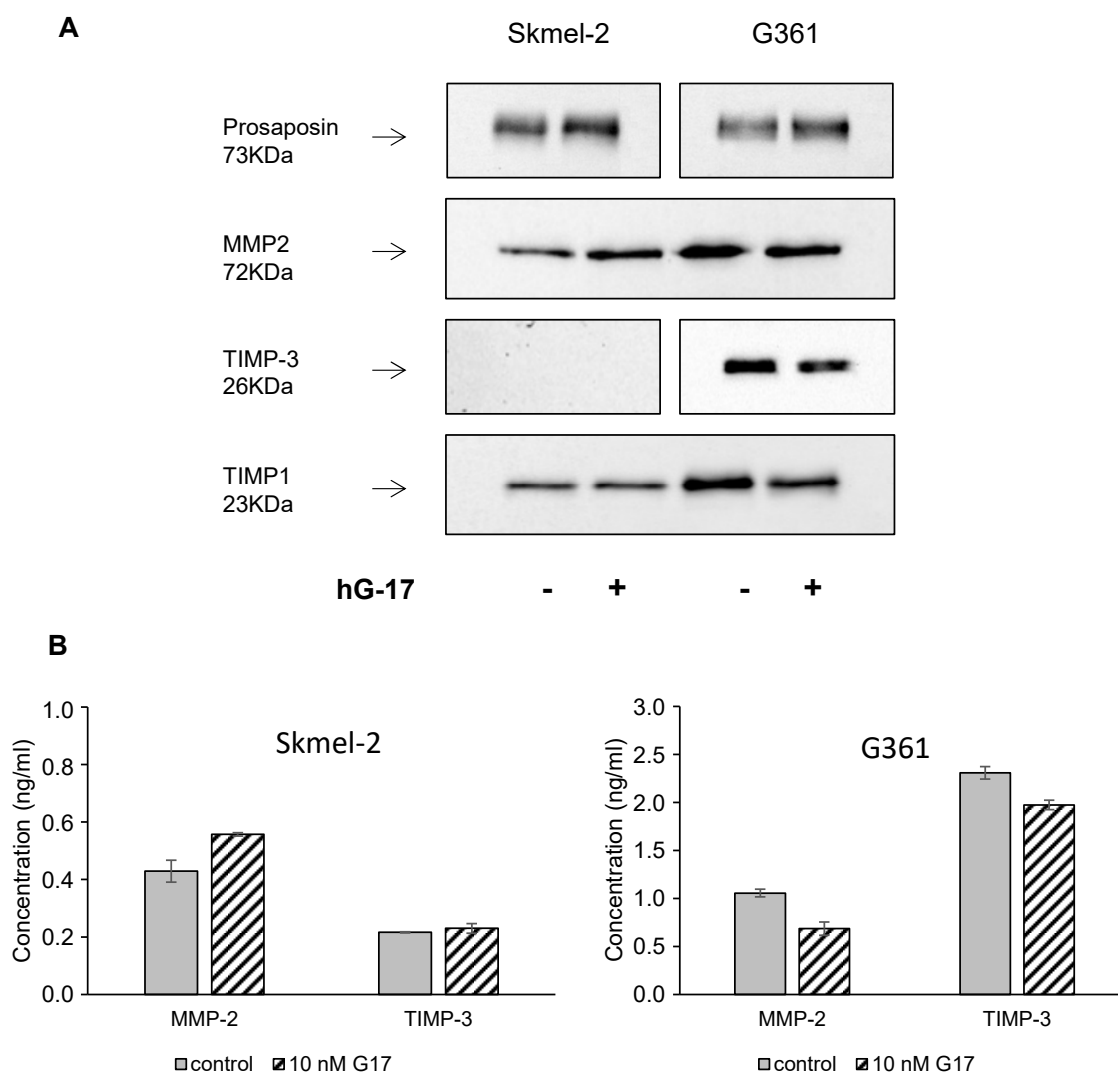 A
Skmel-2 G361
Prosaposin
73KDa
MMP2
72KDa
TIMP-3
26KDa
TIMP1
23KDa
hG-17 - + - +
B
Concentration (ng/ml)
1.0
0.8
0.6
0.4
0.2
0.0
Skmel-2
MMP-2 TIMP-3
control 10 nM G17
Concentration (ng/ml)
3.0
2.5
2.0
1.5
1.0
0.5
0.0
G361
MMP-2 TIMP-3
control 10 nM G17